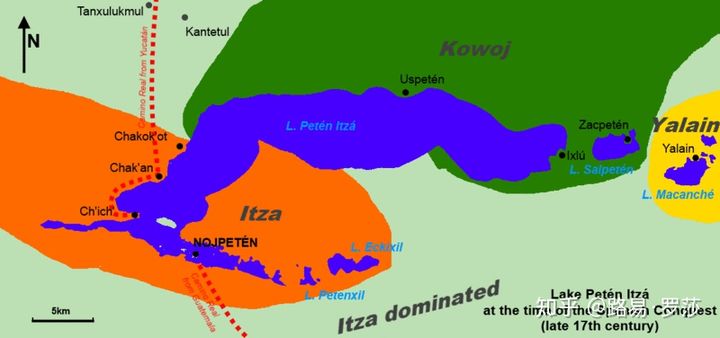 Tanxulukmul
Kantetul
N
Kowoj
Camino Real from Yucatán
Uspetén
L. Petén Itzá
Chakok'ot
Zacpetén
Yalain
Yalain
Ixlú
Chak'an
L. Salpetén
L. Macanché
Ch'ich
Itza
NOJPETÉN
L. Eckixil
Camino Real
from Guatemala
L. Petenxil
5km
Itza dominated
Lake Petén Itzá
at the time of the Spanish Conquest
(late 17th century)
知乎 @路易·罗莎